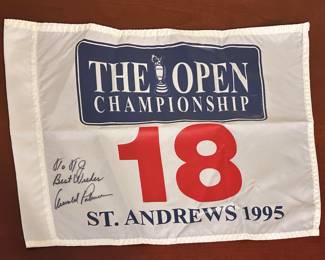 THE OPEN
CHAMPIONSHIP
18
Best Wishes
Arnold Palmer
ST. ANDREWS 1995